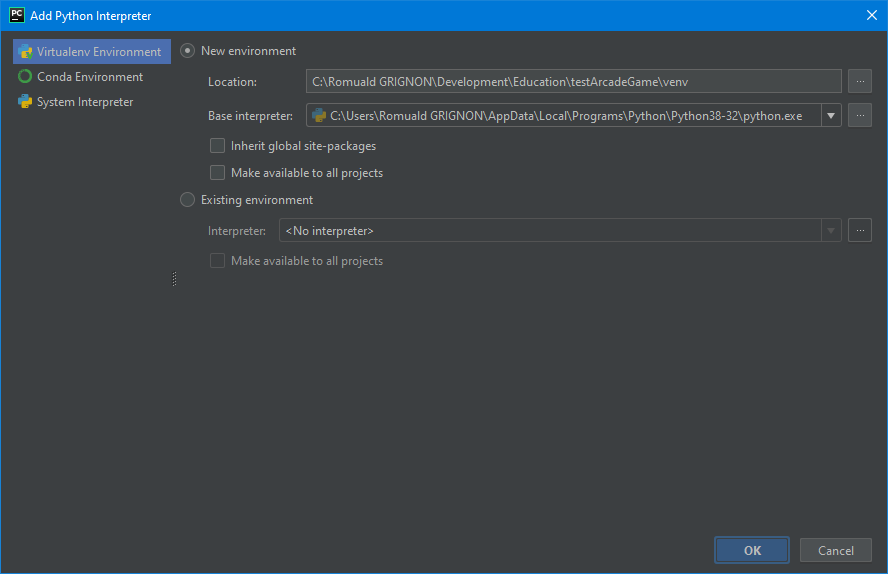 PC Add Python Interpreter
Virtualenv Environment
Conda Environment
System Interpreter
New environment
Location: C:\Romuald GRIGNON\Development\Education\testArcadeGame\venv ...
Base interpreter: C:\Users\Romuald GRIGNON\AppData\Local\Programs\Python\Python38-32\python.exe ...
Inherit global site-packages
Make available to all projects
Existing environment
Interpreter: <No interpreter> ...
Make available to all projects
OK Cancel